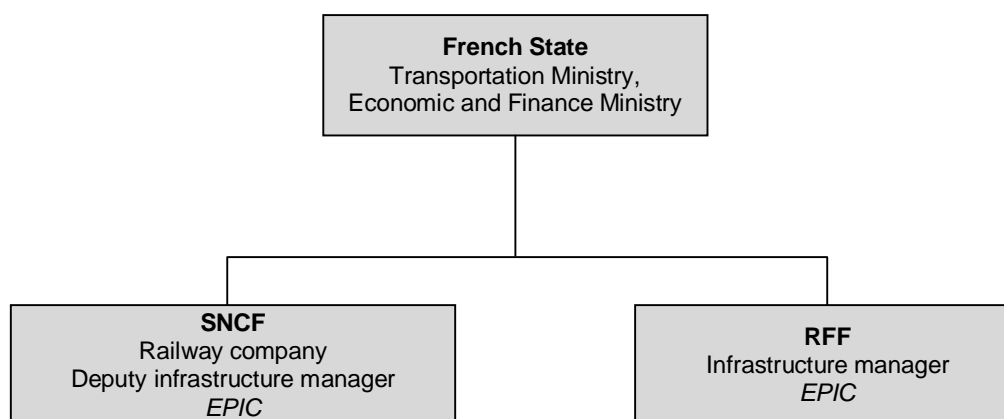 French State
Transportation Ministry,
Economic and Finance Ministry
SNCF
Railway company
Deputy infrastructure manager
EPIC
RFF
Infrastructure manager
EPIC